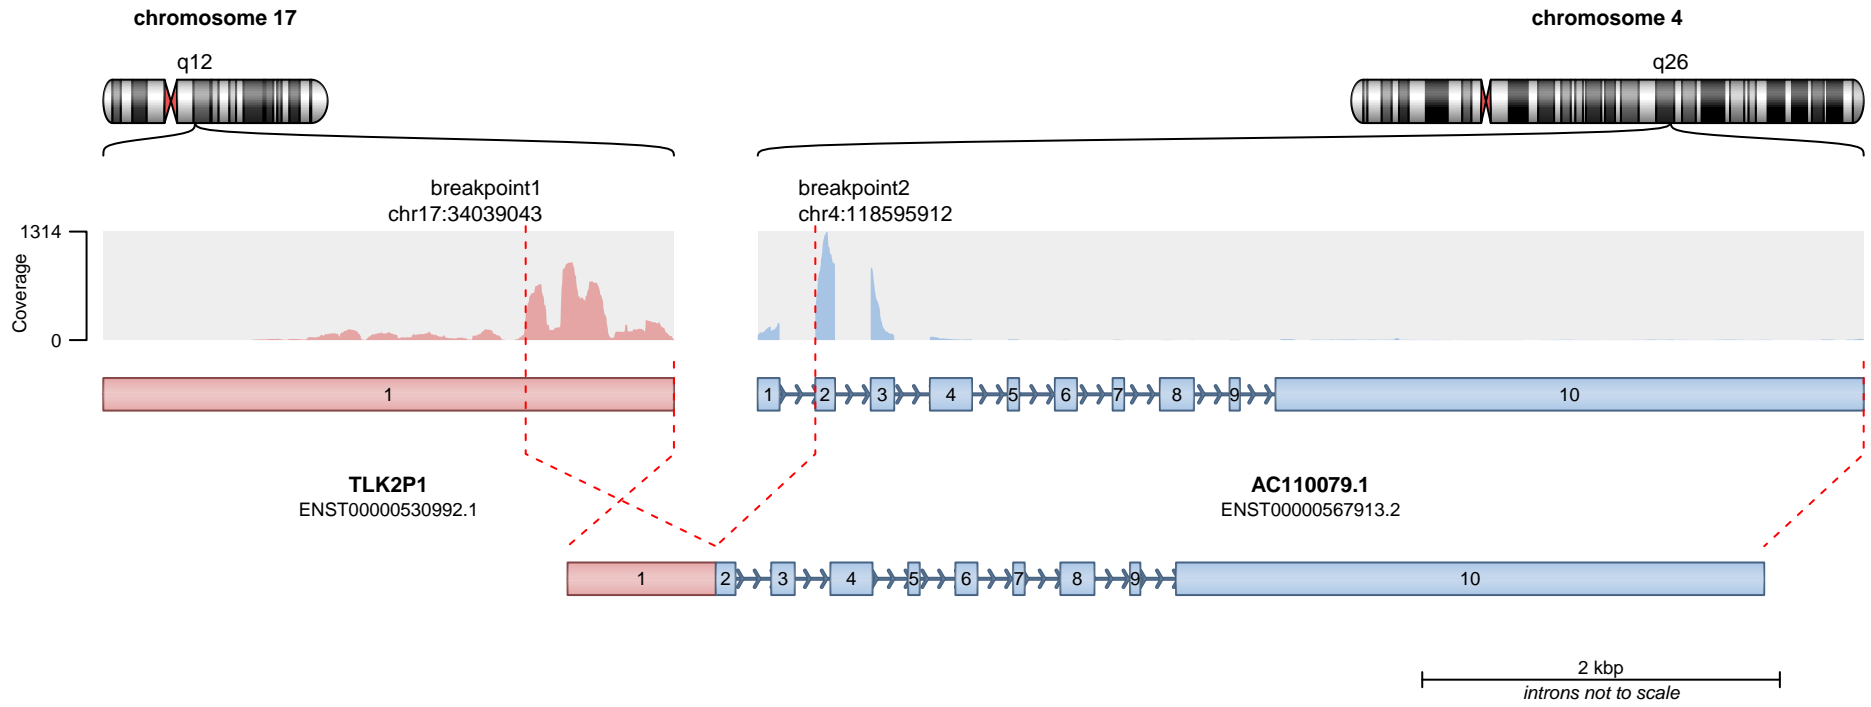 chromosome 17
chromosome 4
q12
q26
breakpoint1
chr17:34039043
breakpoint2
chr4:118595912
1314
Coverage
0
1
1 2 3 4 5 6 7 8 9 10
TLK2P1
ENST00000530992.1
AC110079.1
ENST00000567913.2
1 2 3 4 5 6 7 8 9 10
2 kbp
introns not to scale